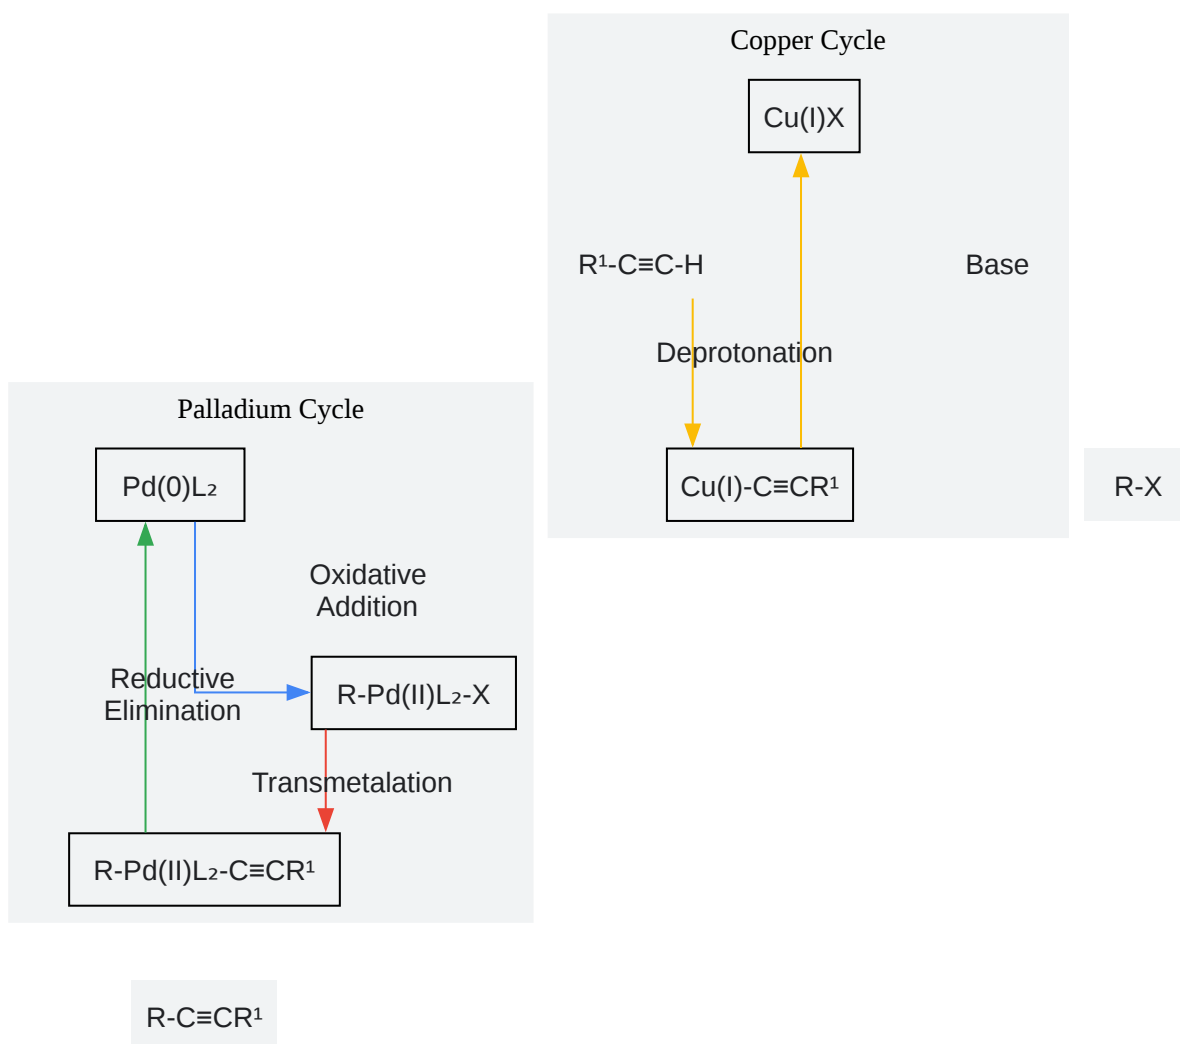 Copper Cycle
Cu(I)X
R¹-C≡C-H
Base
Deprotonation
Cu(I)-C≡CR¹
R-X
Palladium Cycle
Pd(0)L₂
Oxidative
Addition
Reductive
Elimination
R-Pd(II)L₂-X
Transmetalation
R-Pd(II)L₂-C≡CR¹
R-C≡CR¹